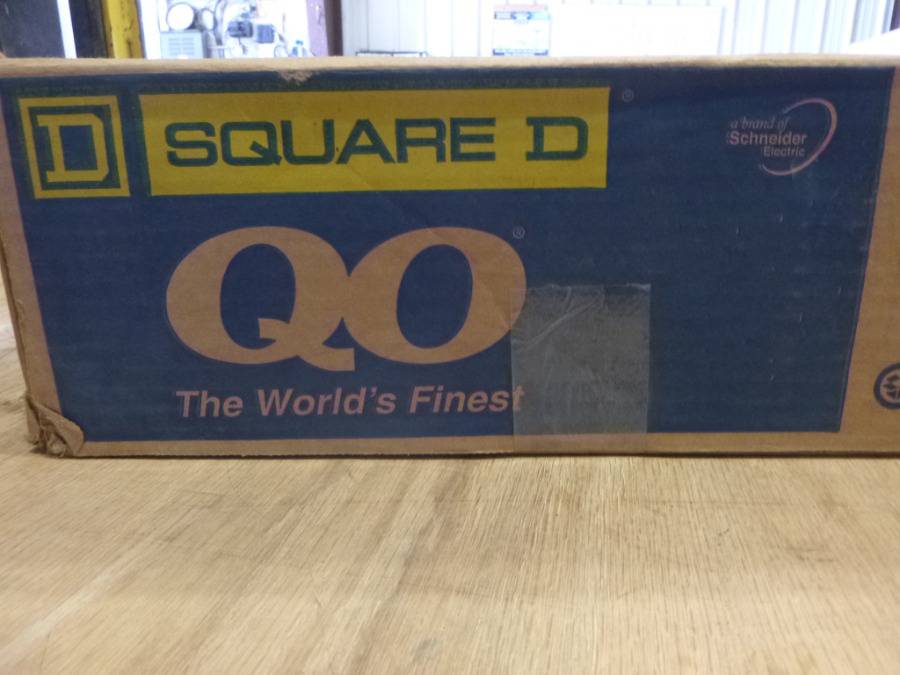 D SQUARE D ®
a brand of
Schneider
Electric
QO ®
The World's Finest